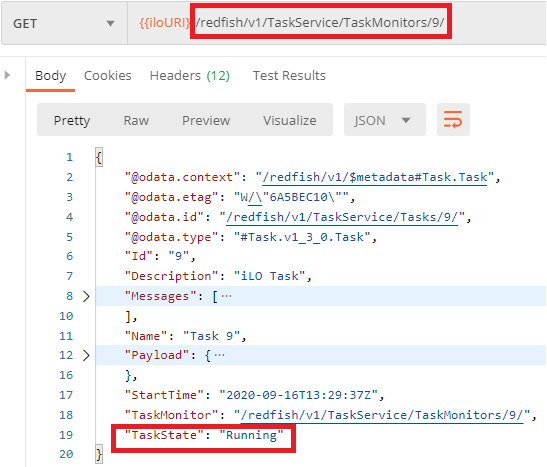 GET {{iloURI}}/redfish/v1/TaskService/TaskMonitors/9/
Body Cookies Headers (12) Test Results
Pretty Raw Preview Visualize JSON
1 {
2 "@odata.context": "/redfish/v1/$metadata#Task.Task",
3 "@odata.etag": "W/\"6A5BEC10\"",
4 "@odata.id": "/redfish/v1/TaskService/Tasks/9/",
5 "@odata.type": "#Task.v1_3_0.Task",
6 "Id": "9",
7 "Description": "iLO Task",
8 "Messages": [ ⋯
10 ],
11 "Name": "Task 9",
12 "Payload": { ⋯
16 },
17 "StartTime": "2020-09-16T13:29:37Z",
18 "TaskMonitor": "/redfish/v1/TaskService/TaskMonitors/9/",
19 "TaskState": "Running"
20 }